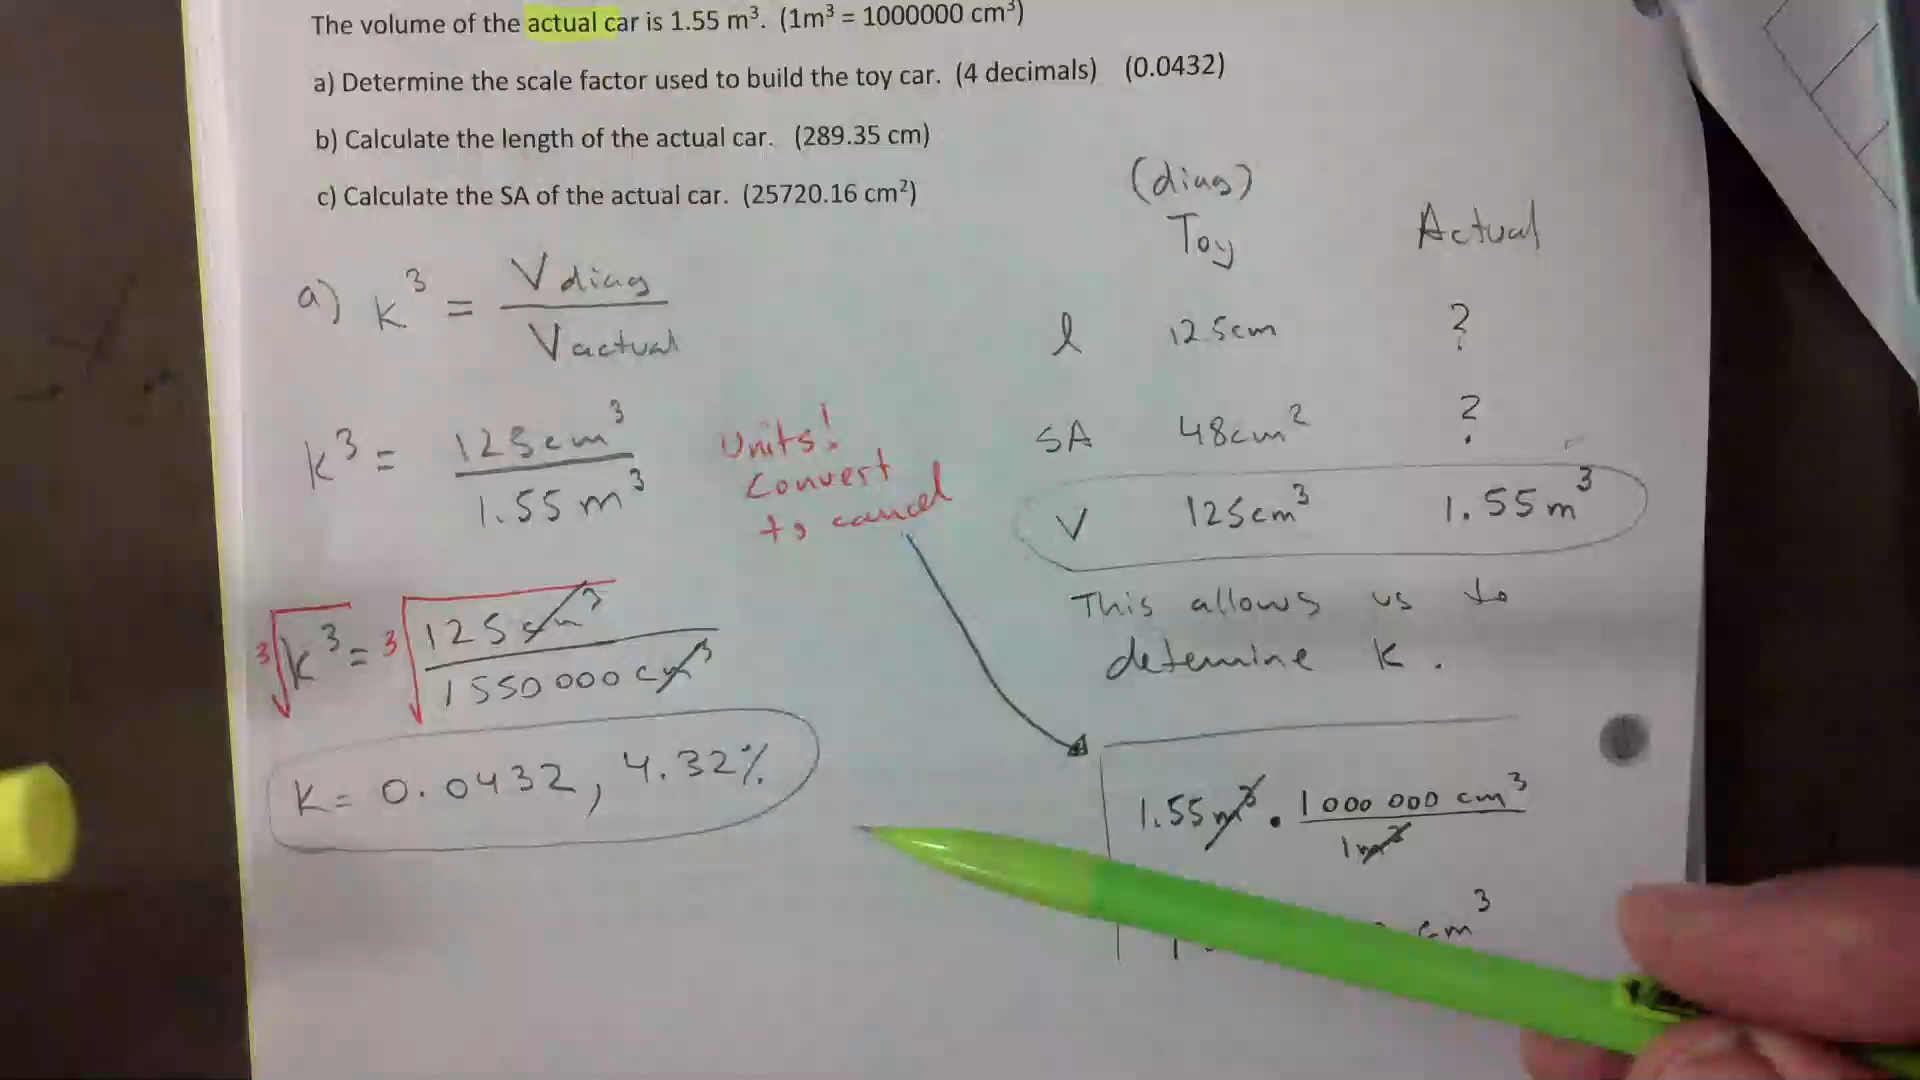 The volume of the actual car is 1.55 m³. (1m³ = 1000000 cm³)
a) Determine the scale factor used to build the toy car. (4 decimals) (0.0432)
b) Calculate the length of the actual car. (289.35 cm)
c) Calculate the SA of the actual car. (25720.16 cm²)
(diag)
Toy Actual
l 12.5cm ?
SA 48cm² ?
V 125cm³ 1.55m³
This allows us to
determine k.
a) k³ = V diag / V actual
k³ = 125cm³ / 1.55 m³
Units!
Convert
to cancel
³√k³ = ³√125 cm³ / 1550 000 cm³
k = 0.0432, 4.32%
1.55m³ • 1 000 000 cm³ / 1m³
cm³